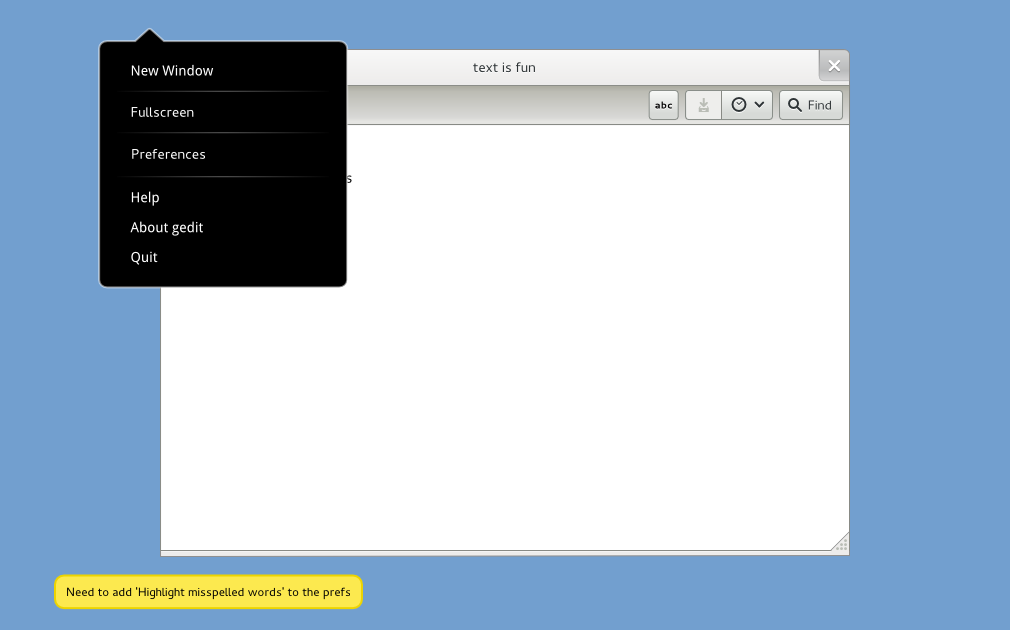 New Window
text is fun
Fullscreen
abc
Find
Preferences
s
Help
About gedit
Quit
Need to add 'Highlight misspelled words' to the prefs